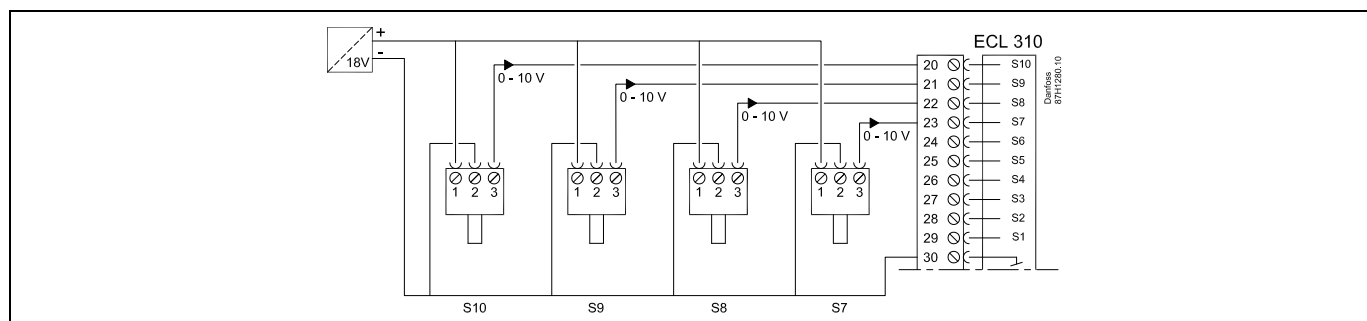 +
-
18V
ECL 310
0 - 10 V
0 - 10 V
0 - 10 V
0 - 10 V
20 S10
21 S9
22 S8
23 S7
24 S6
25 S5
26 S4
27 S3
28 S2
29 S1
30
Danfoss
87H1280.10
1 2 3
1 2 3
1 2 3
1 2 3
S10 S9 S8 S7